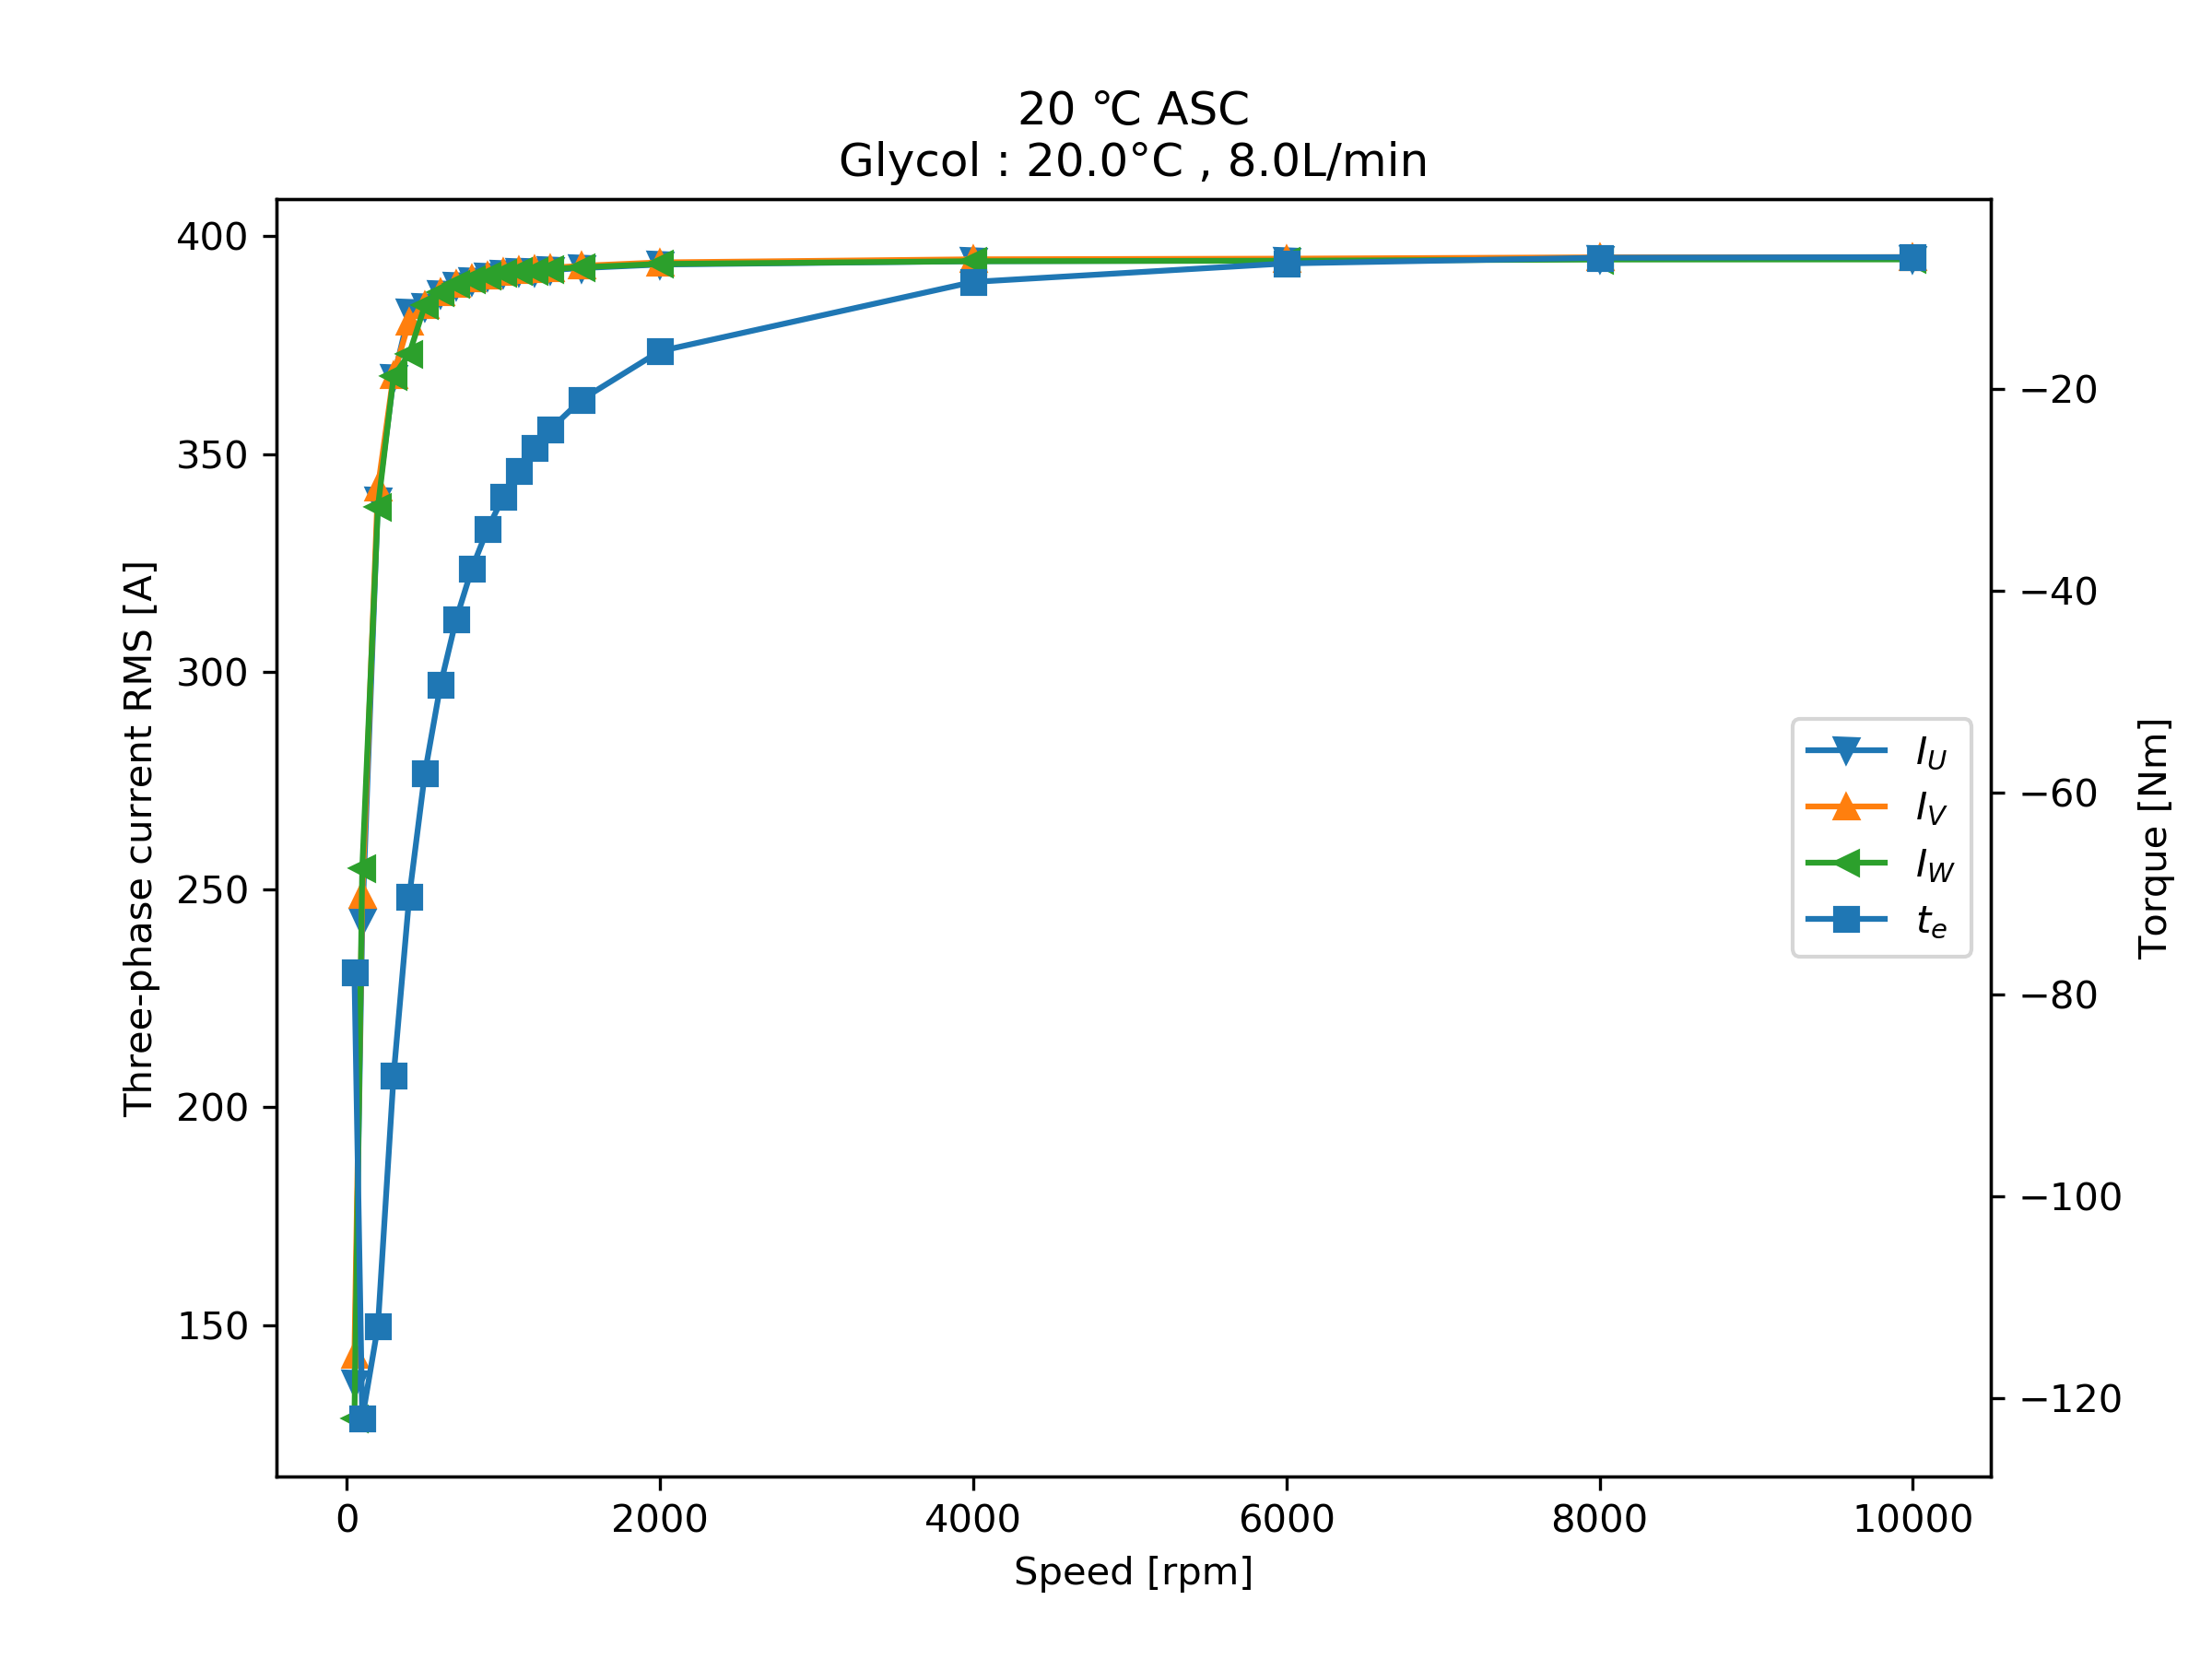 20 ℃ ASC
Glycol : 20.0°C , 8.0L/min
400
350
300
250
200
150
Three-phase current RMS [A]
−20
−40
−60
−80
−100
−120
Torque [Nm]
I_U
I_V
I_W
t_e
0 2000 4000 6000 8000 10000
Speed [rpm]